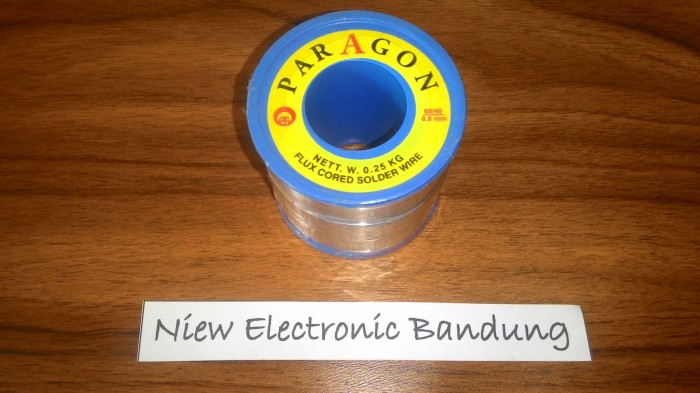 PARAGON
60/40
0.8 mm
NETT. W. 0.25 KG
FLUX CORED SOLDER WIRE
Niew Electronic Bandung